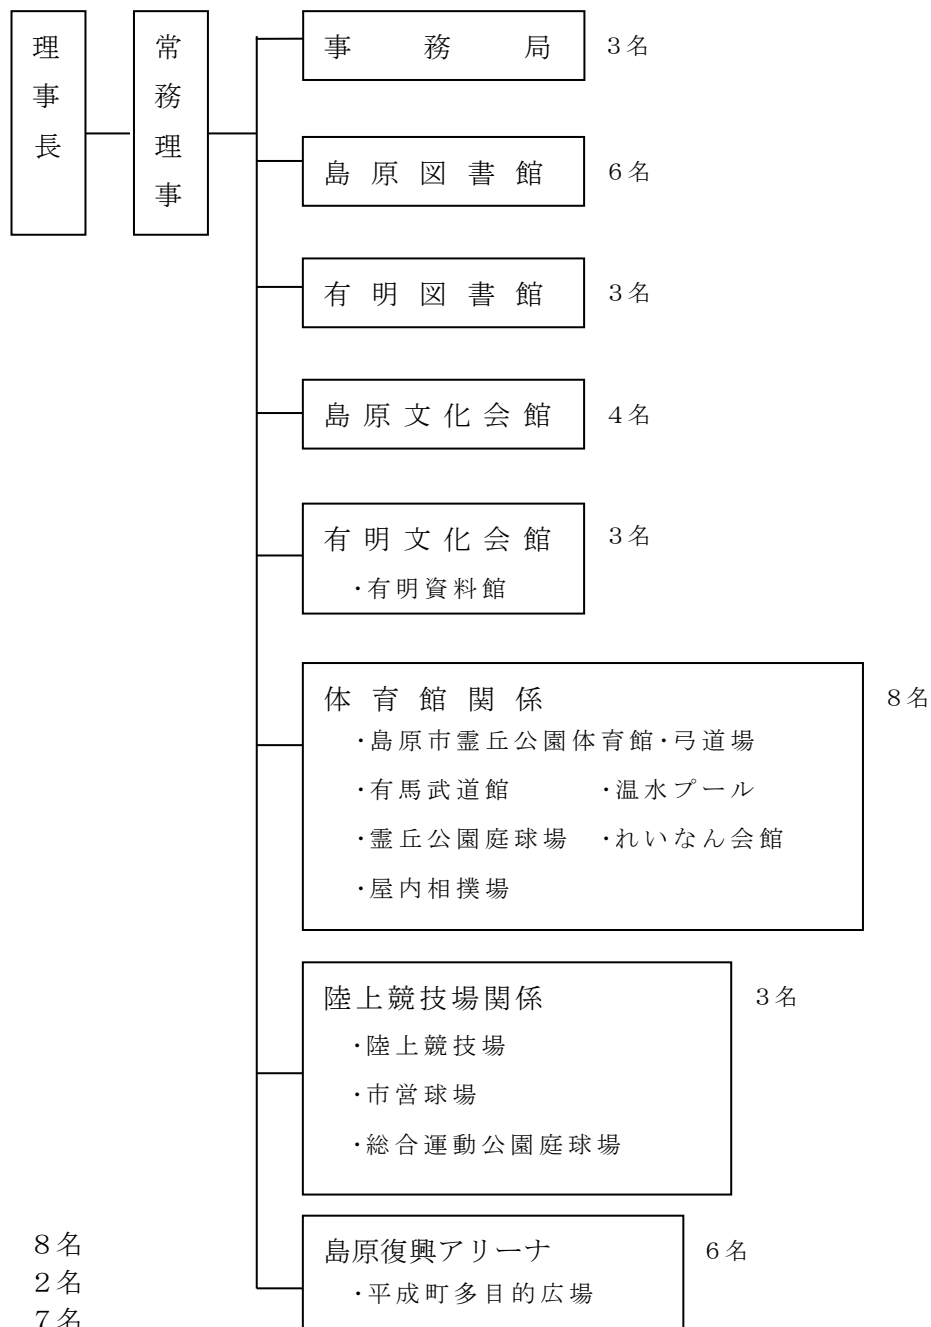 理事長
常務理事
事務局 3名
島原図書館 6名
有明図書館 3名
島原文化会館 4名
有明文化会館 3名
・有明資料館
体育館関係 8名
・島原市霊丘公園体育館・弓道場
・有馬武道館 ・温水プール
・霊丘公園庭球場 ・れいなん会館
・屋内相撲場
陸上競技場関係 3名
・陸上競技場
・市営球場
・総合運動公園庭球場
島原復興アリーナ 6名
・平成町多目的広場
8名
2名
7名